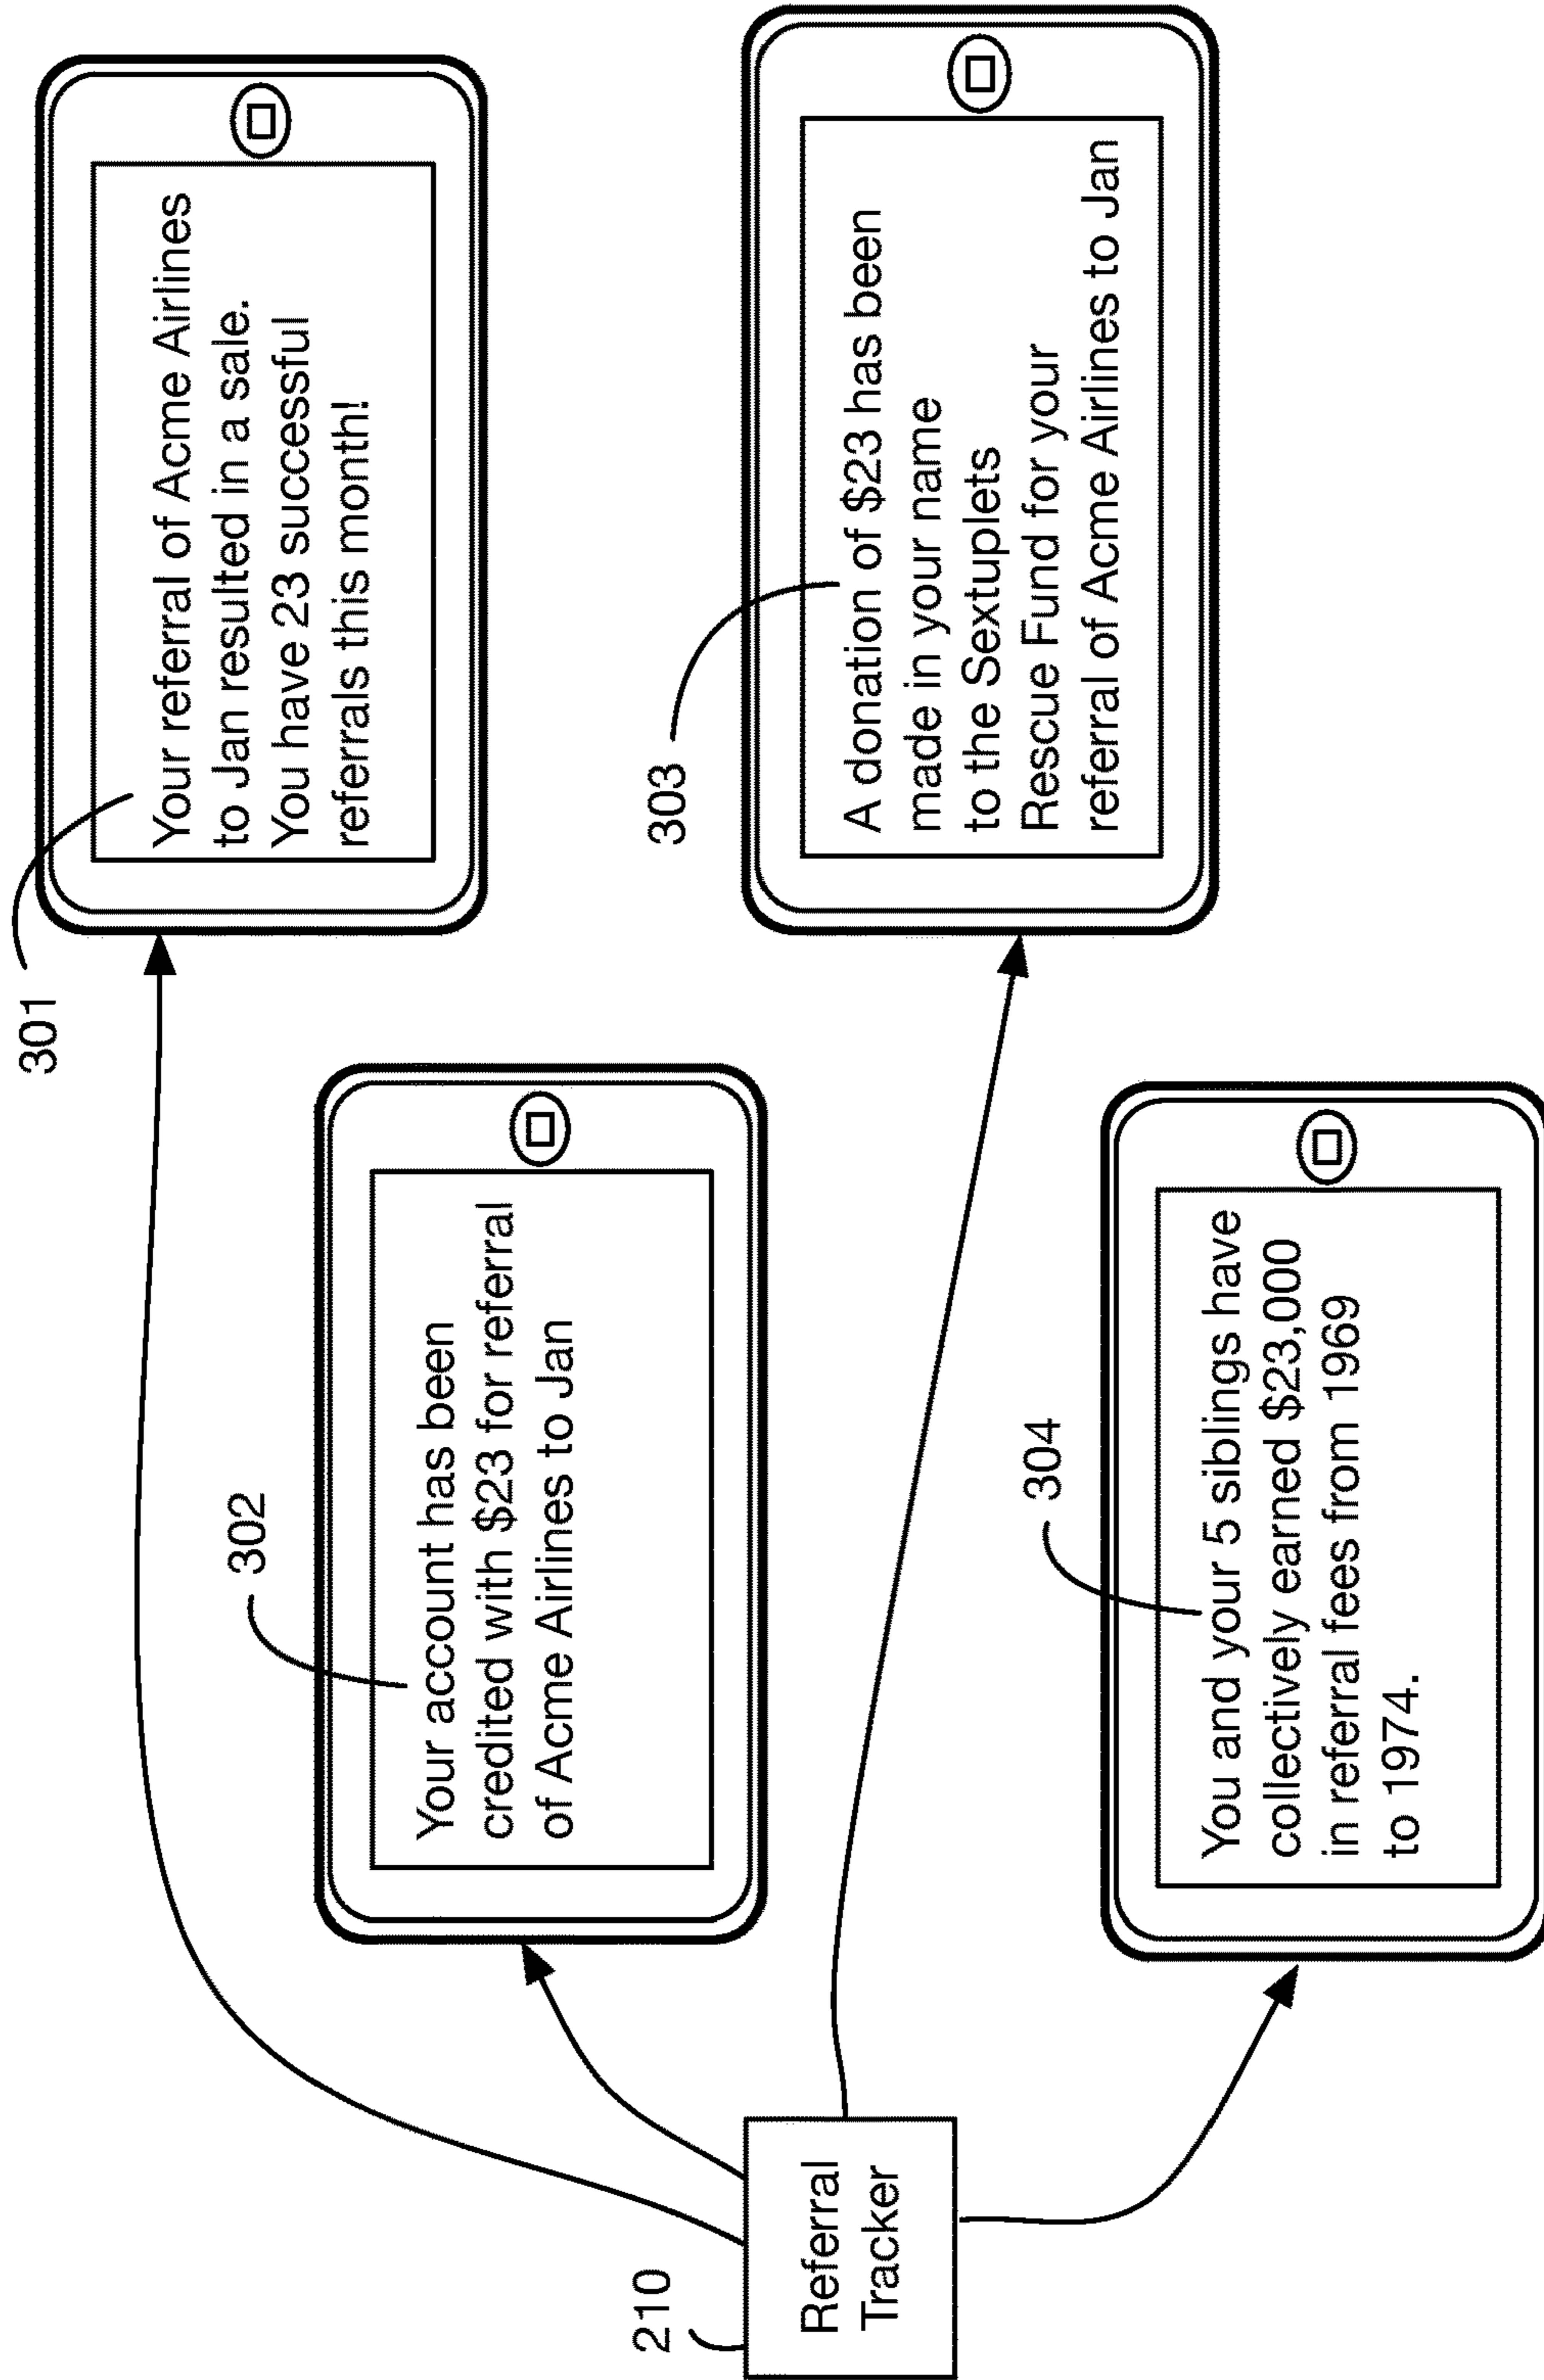 301
Your referral of Acme Airlines
to Jan resulted in a sale.
You have 23 successful
referrals this month!
302
Your account has been
credited with $23 for referral
of Acme Airlines to Jan
210
Referral
Tracker
303
A donation of $23 has been
made in your name
to the Sextuplets
Rescue Fund for your
referral of Acme Airlines to Jan
304
You and your 5 siblings have
collectively earned $23,000
in referral fees from 1969
to 1974.